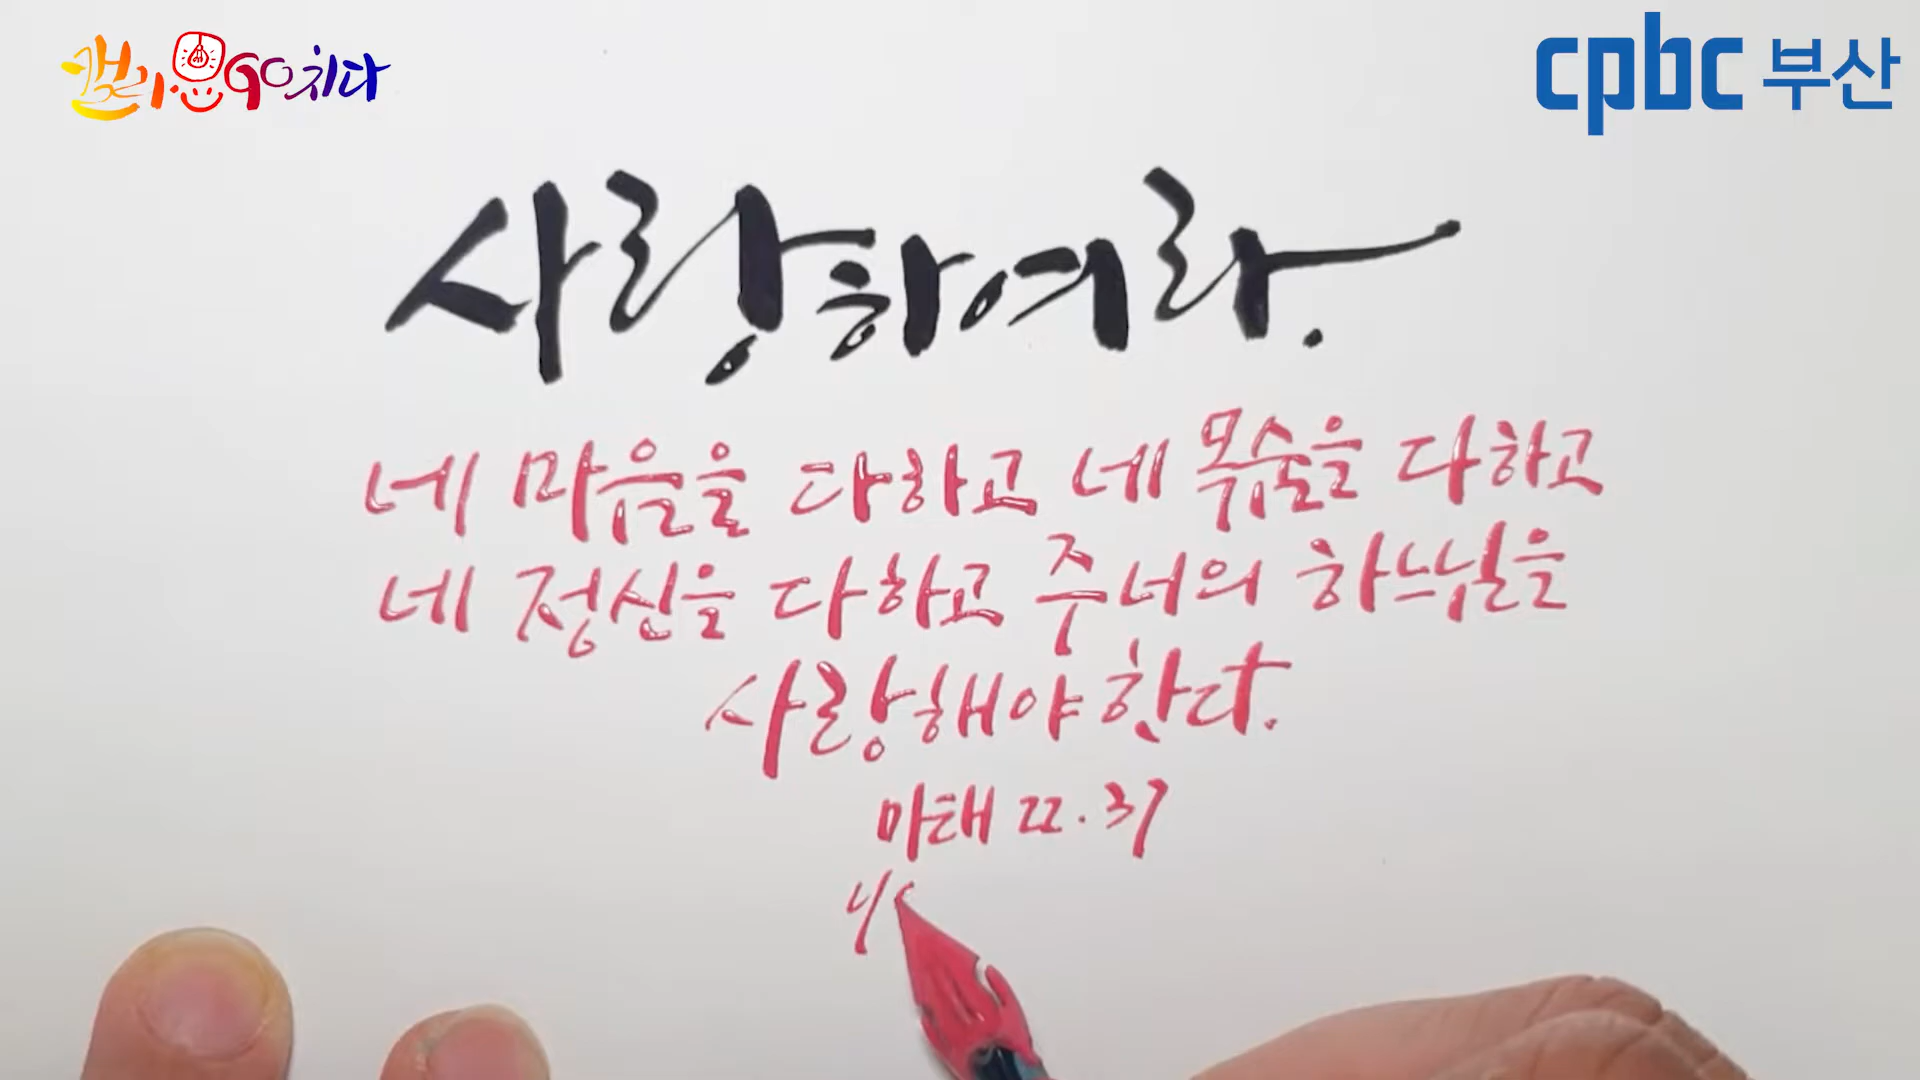 캘리 GO치다
cpbc 부산
사랑하여라.
네 마음을 다하고 네 목숨을 다하고
네 정신을 다하고 주 너의 하느님을
사랑해야 한다.
마태 22.37